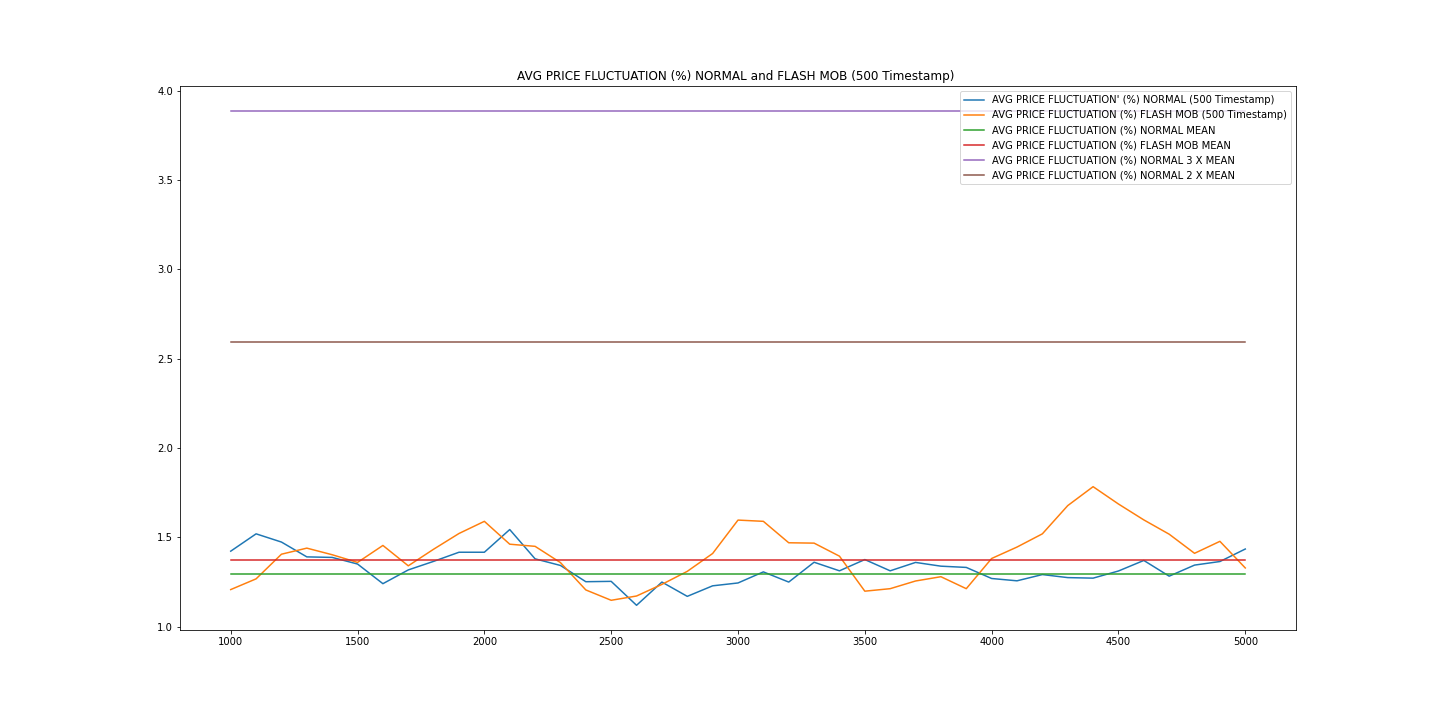 AVG PRICE FLUCTUATION (%) NORMAL and FLASH MOB (500 Timestamp)
4.0
3.5
3.0
2.5
2.0
1.5
1.0
AVG PRICE FLUCTUATION' (%) NORMAL (500 Timestamp)
AVG PRICE FLUCTUATION (%) FLASH MOB (500 Timestamp)
AVG PRICE FLUCTUATION (%) NORMAL MEAN
AVG PRICE FLUCTUATION (%) FLASH MOB MEAN
AVG PRICE FLUCTUATION (%) NORMAL 3 X MEAN
AVG PRICE FLUCTUATION (%) NORMAL 2 X MEAN
1000 1500 2000 2500 3000 3500 4000 4500 5000